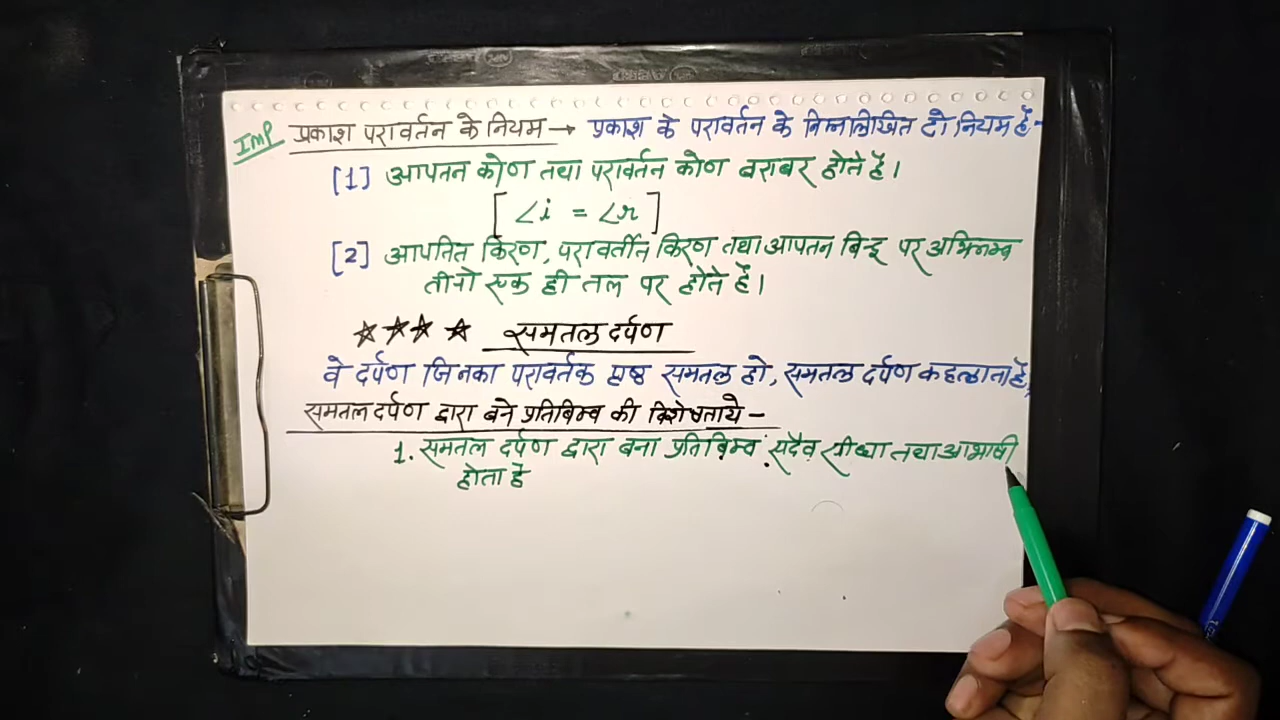 IMP प्रकाश परावर्तन के नियम → प्रकाश के परावर्तन के निम्नलिखित दो नियम हैं-
[1] आपतन कोण तथा परावर्तन कोण बराबर होते हैं।
[∠i = ∠r]
[2] आपतित किरण, परावर्तीत किरण तथा आपतन बिन्दू पर अभिलम्ब
तीनो एक ही तल पर होते हैं।
समतल दर्पण
वे दर्पण जिनका परावर्तक पृष्ठ समतल हो, समतल दर्पण कहलाता है,
समतल दर्पण द्वारा बने प्रतिबिम्ब की विशेषताये -
1. समतल दर्पण द्वारा बना प्रतिबिम्ब सदैव सीधा तथा आभाषी
होता है